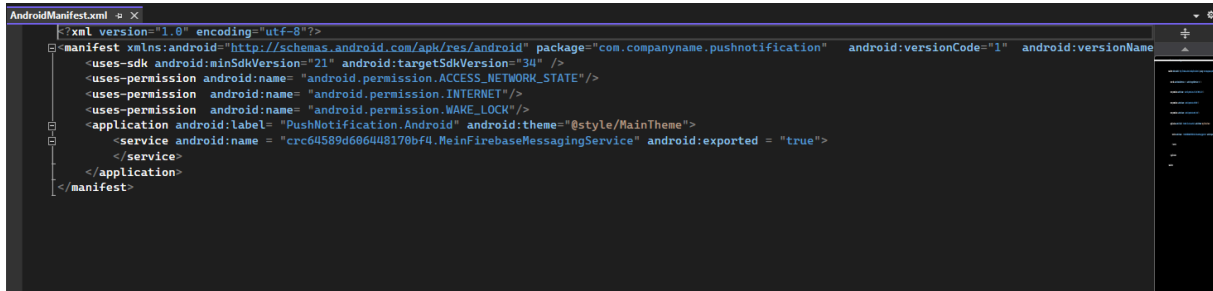 AndroidManifest.xml
<?xml version="1.0" encoding="utf-8"?>
<manifest xmlns:android="http://schemas.android.com/apk/res/android" package="com.companyname.pushnotification"   android:versionCode="1"  android:versionName
<uses-sdk android:minSdkVersion="21" android:targetSdkVersion="34" />
<uses-permission android:name= "android.permission.ACCESS_NETWORK_STATE"/>
<uses-permission  android:name= "android.permission.INTERNET"/>
<uses-permission  android:name= "android.permission.WAKE_LOCK"/>
<application android:label= "PushNotification.Android" android:theme="@style/MainTheme">
<service android:name = "crc64589d606448170bf4.MeinFirebaseMessagingService" android:exported = "true">
</service>
</application>
</manifest>